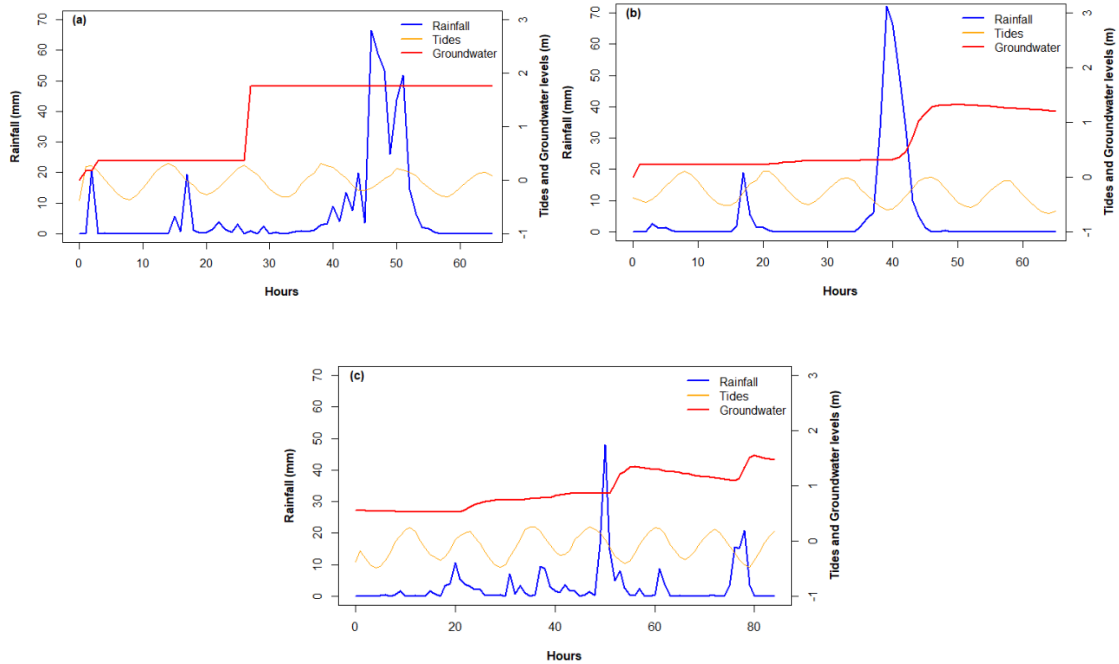 (a)
Rainfall
Tides
Groundwater
Rainfall (mm)
0 10 20 30 40 50 60 70
Tides and Groundwater levels (m)
-1 0 1 2 3
0 10 20 30 40 50 60
Hours
(b)
Rainfall
Tides
Groundwater
Rainfall (mm)
0 10 20 30 40 50 60 70
Tides and Groundwater levels (m)
-1 0 1 2 3
0 10 20 30 40 50 60
Hours
(c)
Rainfall
Tides
Groundwater
Rainfall (mm)
0 10 20 30 40 50 60 70
Tides and Groundwater levels (m)
-1 0 1 2 3
0 20 40 60 80
Hours